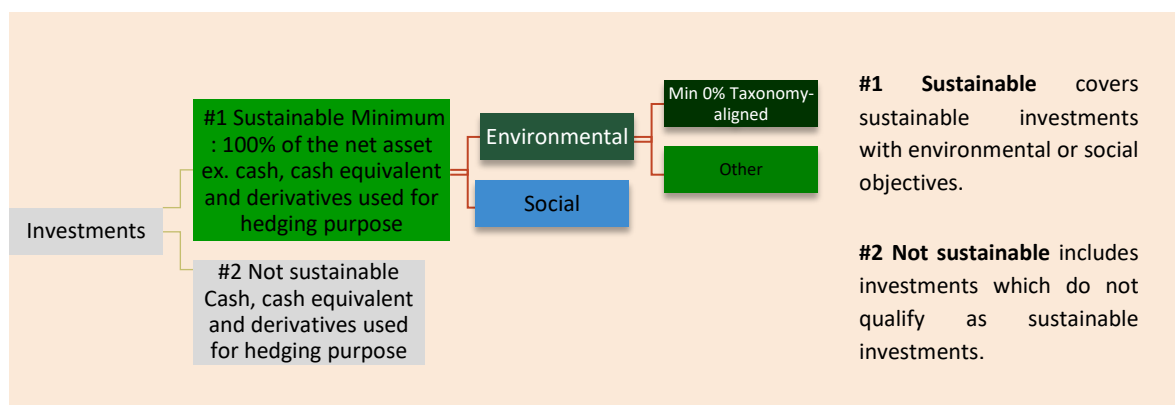 Investments
#1 Sustainable Minimum
: 100% of the net asset
ex. cash, cash equivalent
and derivatives used for
hedging purpose
#2 Not sustainable
Cash, cash equivalent
and derivatives used
for hedging purpose
Environmental
Social
Min 0% Taxonomy-
aligned
Other
#1 Sustainable covers
sustainable investments
with environmental or social
objectives.
#2 Not sustainable includes
investments which do not
qualify as sustainable
investments.